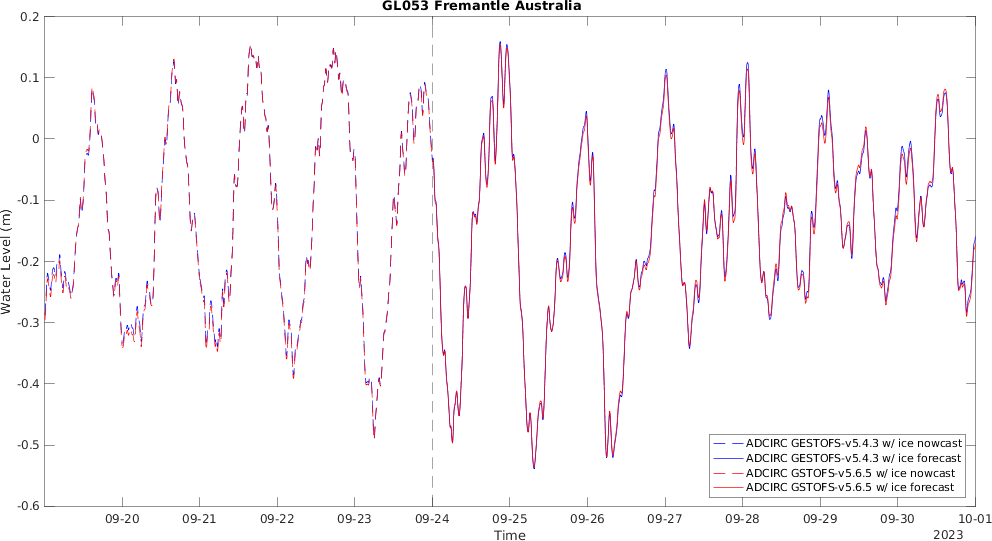 GL053 Fremantle Australia
0.2
0.1
0
-0.1
-0.2
-0.3
-0.4
-0.5
-0.6
Water Level (m)
ADCIRC GESTOFS-v5.4.3 w/ ice nowcast
ADCIRC GESTOFS-v5.4.3 w/ ice forecast
ADCIRC GSTOFS-v5.6.5 w/ ice nowcast
ADCIRC GSTOFS-v5.6.5 w/ ice forecast
09-20 09-21 09-22 09-23 09-24 09-25 09-26 09-27 09-28 09-29 09-30 10-01
Time
2023